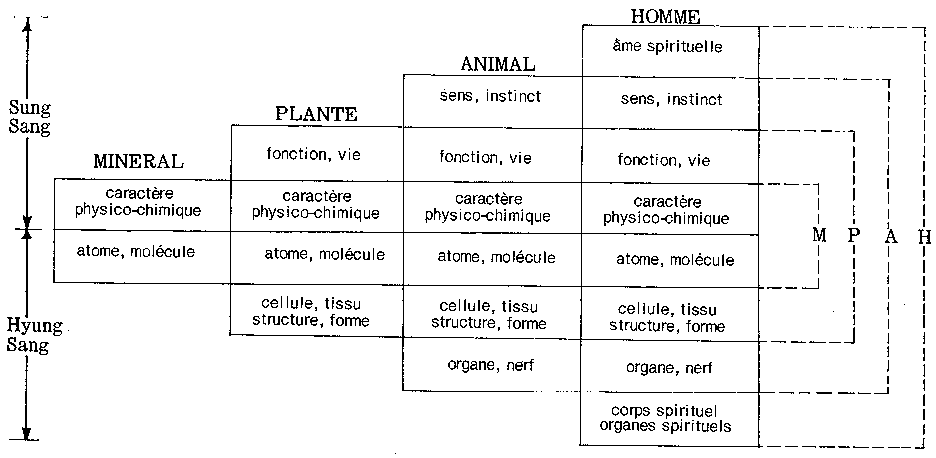 HOMME
âme spirituelle
ANIMAL
sens, instinct
sens, instinct
Sung
Sang
PLANTE
fonction, vie
fonction, vie
fonction, vie
MINERAL
caractère
physico-chimique
caractère
physico-chimique
caractère
physico-chimique
caractère
physico-chimique
M P A H
atome, molécule
atome, molécule
atome, molécule
atome, molécule
Hyung
Sang
cellule, tissu
structure, forme
cellule, tissu
structure, forme
cellule, tissu
structure, forme
organe, nerf
organe, nerf
corps spirituel
organes spirituels